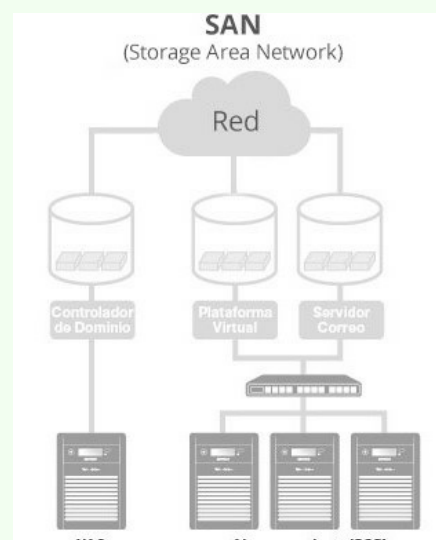 SAN
(Storage Area Network)
Red
Controlador
de Dominio
Plataforma
Virtual
Servidor
Correo